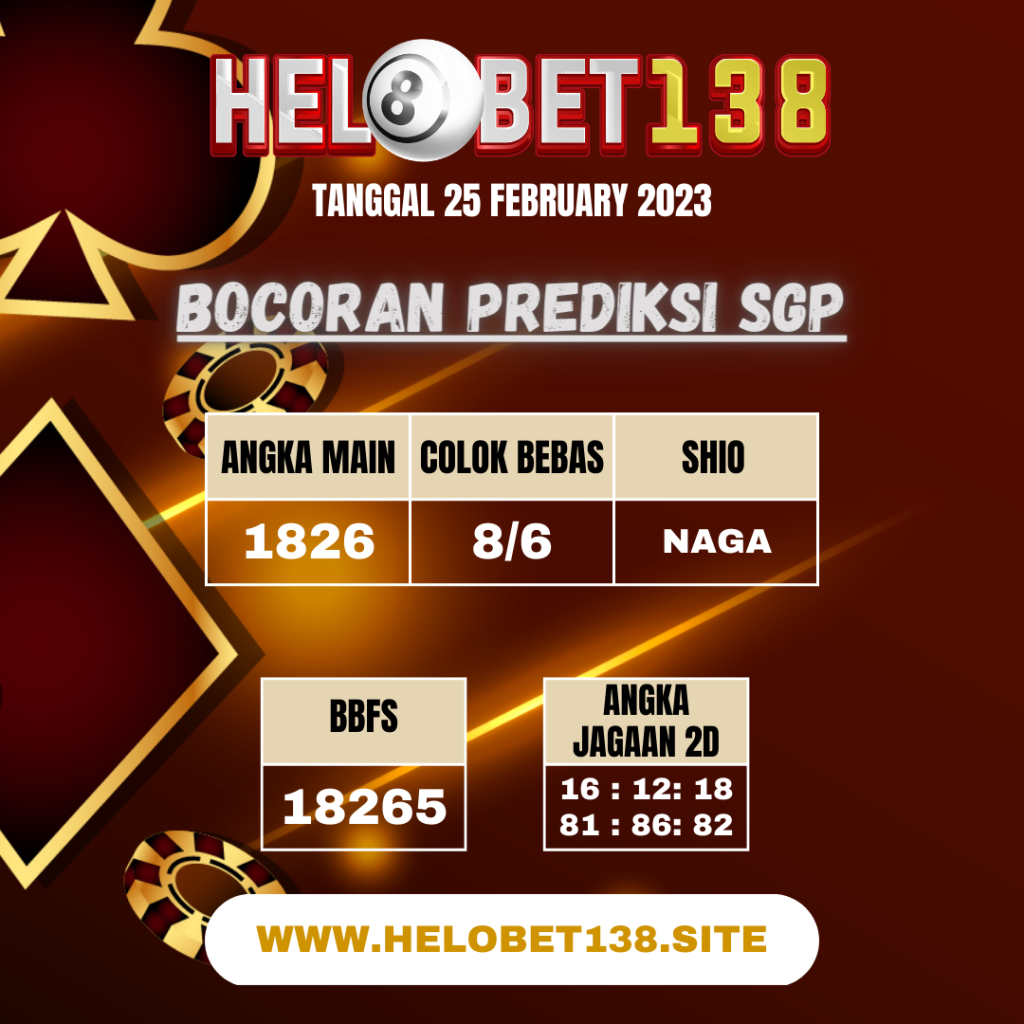 HELOBET138
TANGGAL 25 FEBRUARY 2023
BOCORAN PREDIKSI SGP
ANGKA MAIN COLOK BEBAS SHIO
1826 8/6 NAGA
BBFS
18265
ANGKA
JAGAAN 2D
16 : 12: 18
81 : 86: 82
WWW.HELOBET138.SITE